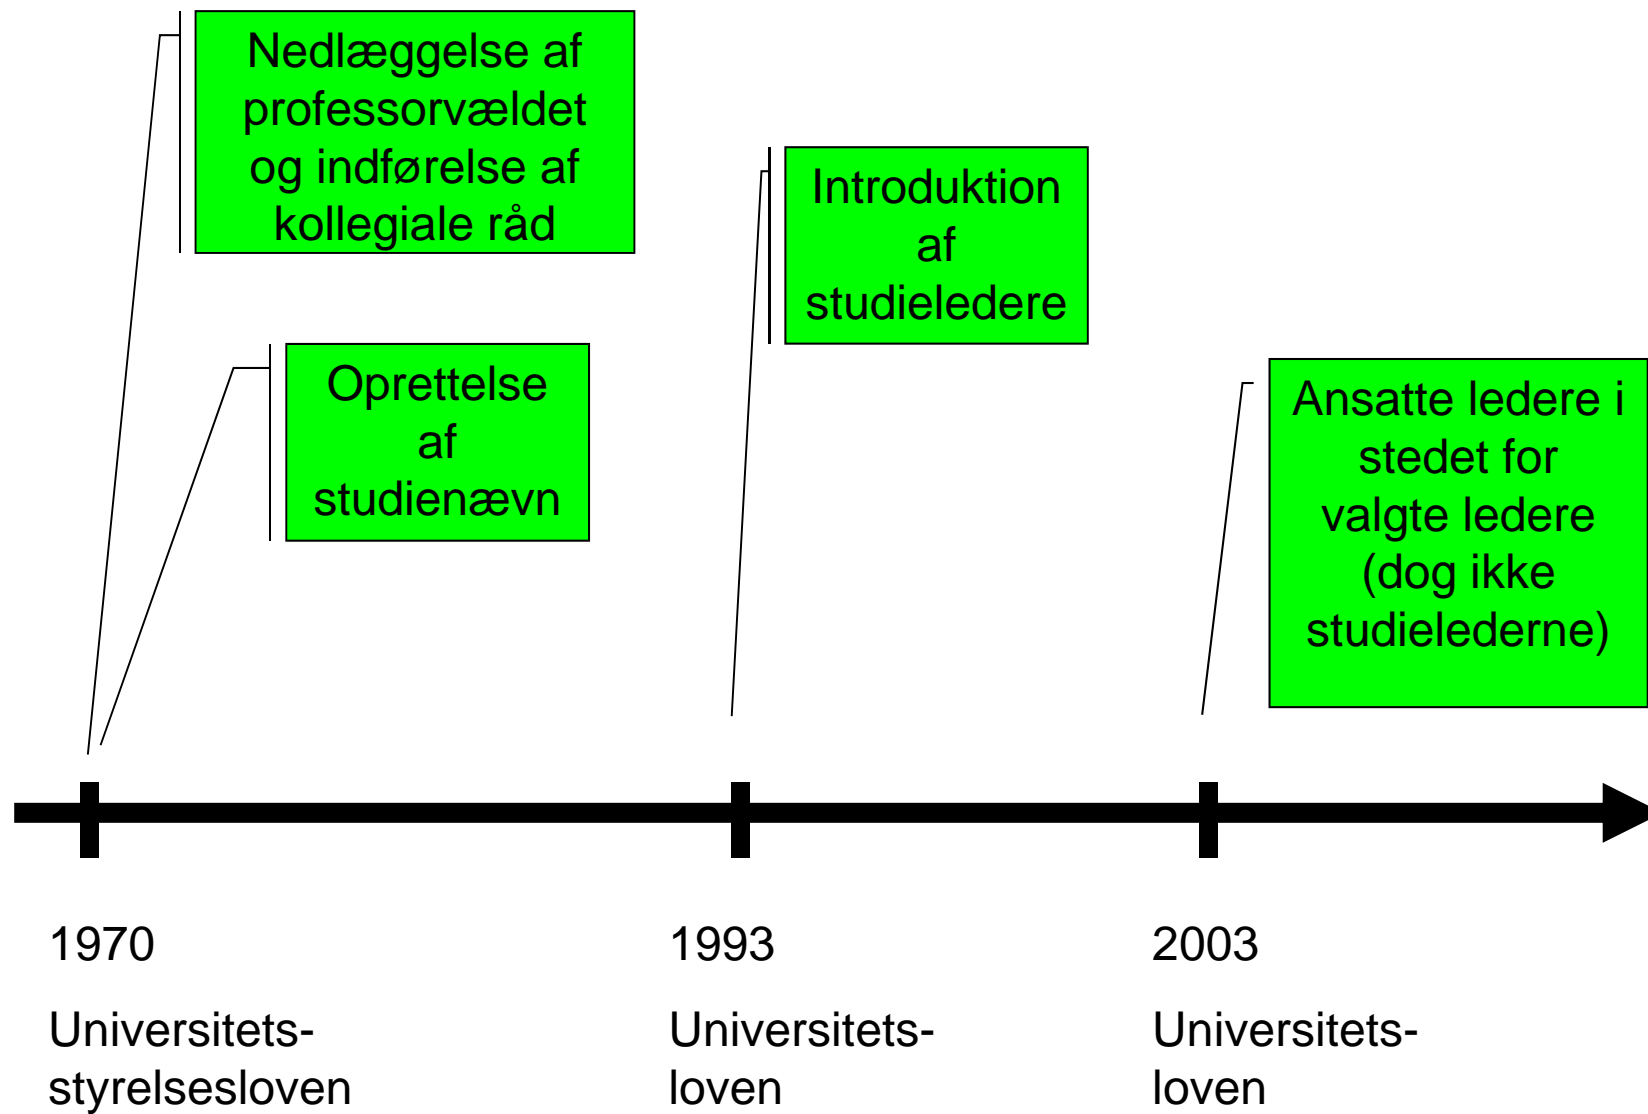 Nedlæggelse af
professorvældet
og indførelse af
kollegiale råd
Oprettelse
af
studienævn
Introduktion
af
studieledere
Ansatte ledere i
stedet for
valgte ledere
(dog ikke
studielederne)
1970
Universitets-
styrelsesloven
1993
Universitets-
loven
2003
Universitets-
loven